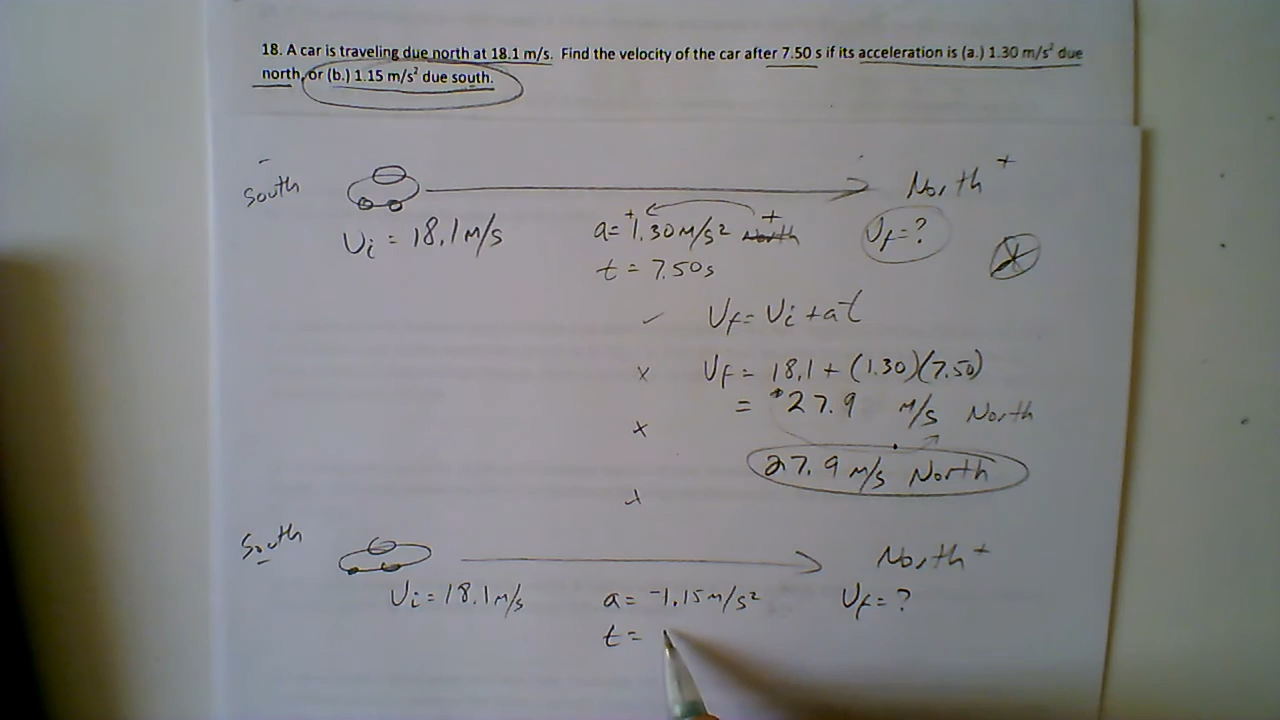 18. A car is traveling due north at 18.1 m/s. Find the velocity of the car after 7.50 s if its acceleration is (a.) 1.30 m/s² due
north, or (b.) 1.15 m/s² due south.
South - North +
Vi = 18.1 m/s a = +1.30 m/s² North + Vf = ?
t = 7.50s
Vf = Vi + at
Vf = 18.1 + (1.30)(7.50)
= +27.9 m/s North
27.9 m/s North
South North +
Vi = 18.1 m/s a = -1.15 m/s² Vf = ?
t =